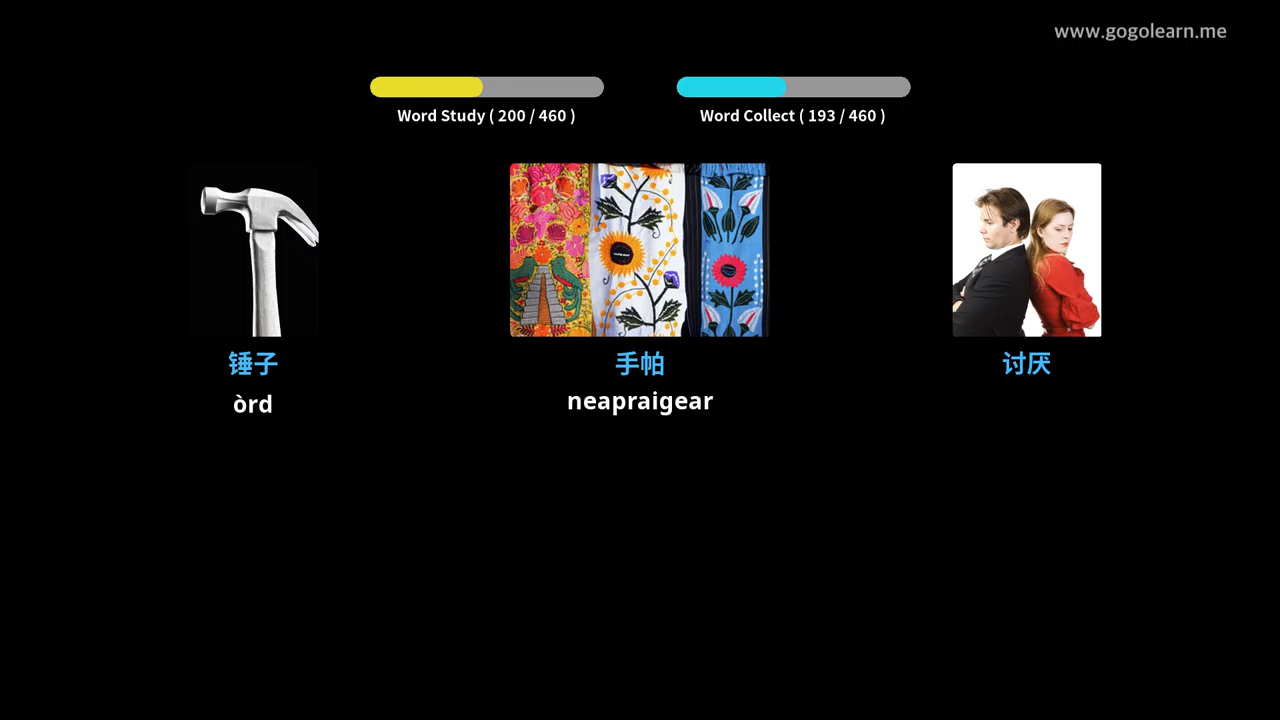 www.gogolearn.me
Word Study ( 200 / 460 )
Word Collect ( 193 / 460 )
锤子
手帕
讨厌
òrd
neapraigear